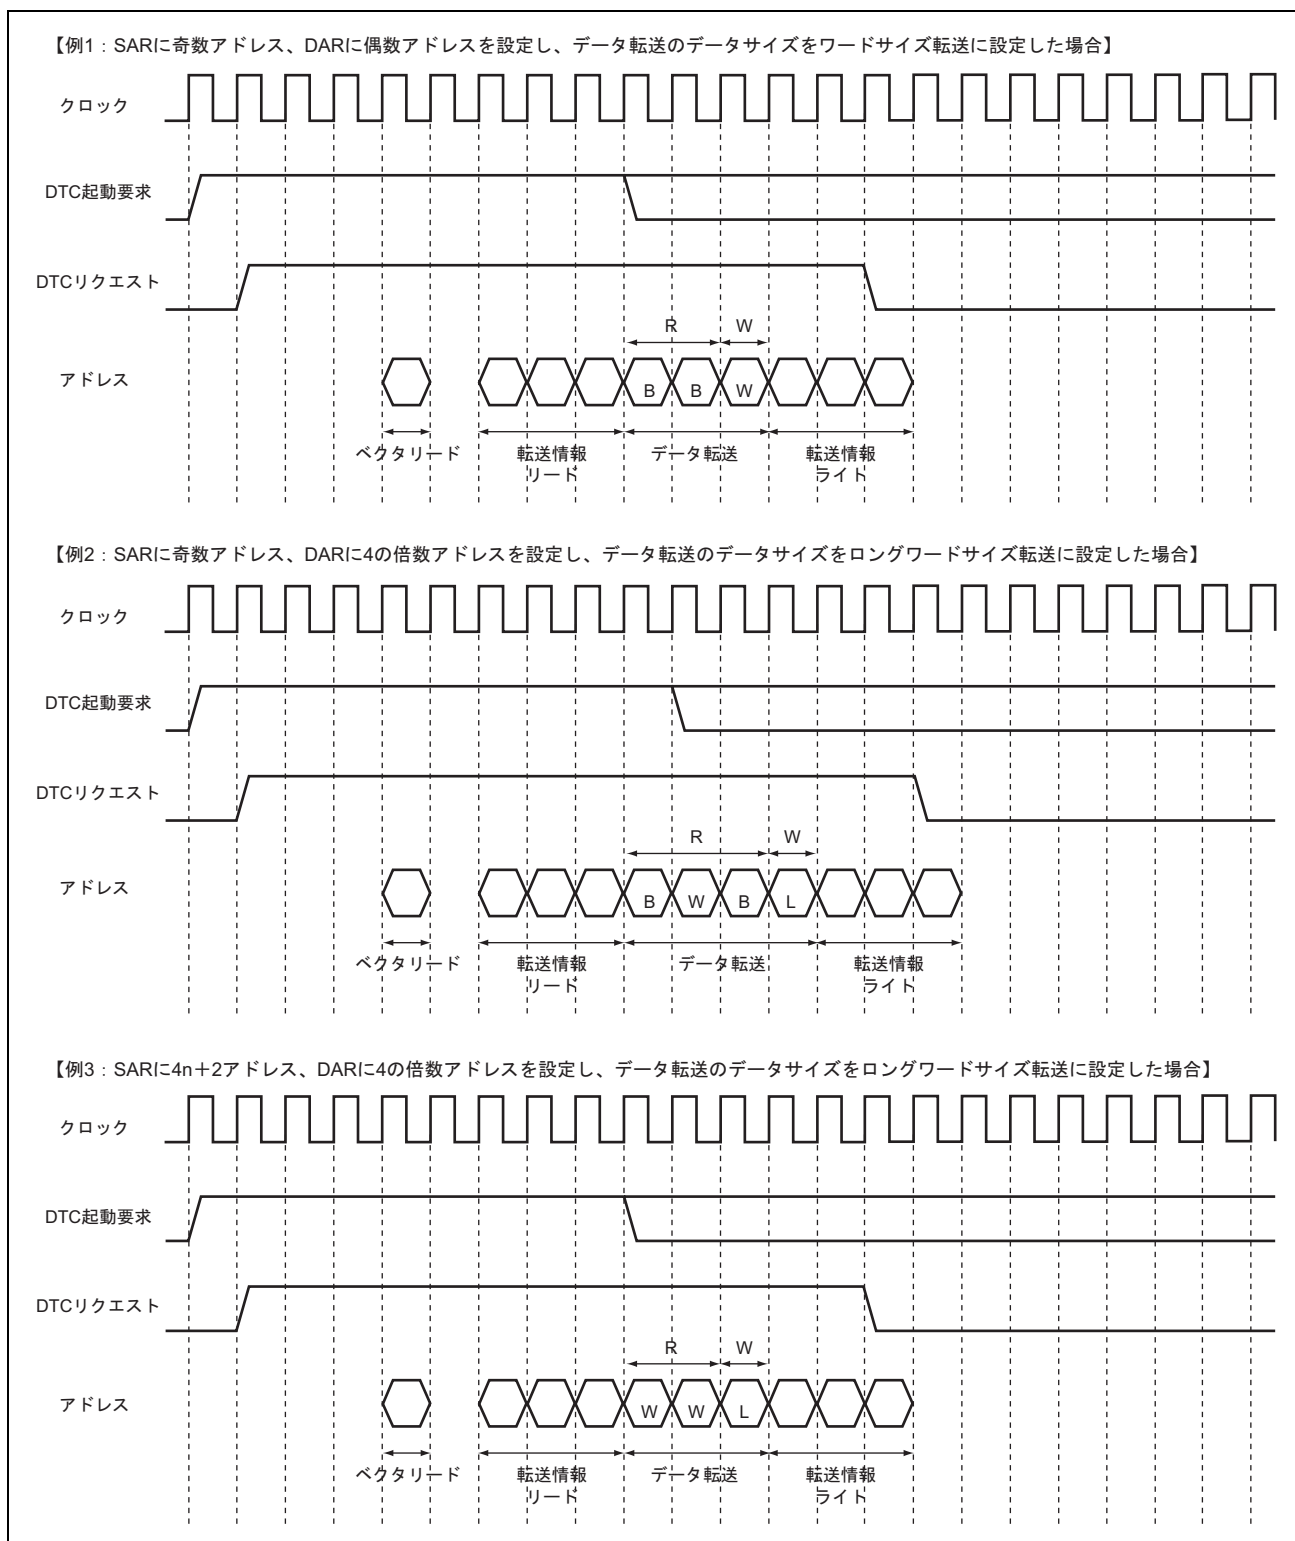 【例1：SARに奇数アドレス、DARに偶数アドレスを設定し、データ転送のデータサイズをワードサイズ転送に設定した場合】
クロック
DTC起動要求
DTCリクエスト
R W
アドレス
B B W
ベクタリード 転送情報 データ転送 転送情報
リード ライト
【例2：SARに奇数アドレス、DARに4の倍数アドレスを設定し、データ転送のデータサイズをロングワードサイズ転送に設定した場合】
クロック
DTC起動要求
DTCリクエスト
R W
アドレス
B W B L
ベクタリード 転送情報 データ転送 転送情報
リード ライト
【例3：SARに4n＋2アドレス、DARに4の倍数アドレスを設定し、データ転送のデータサイズをロングワードサイズ転送に設定した場合】
クロック
DTC起動要求
DTCリクエスト
R W
アドレス
W W L
ベクタリード 転送情報 データ転送 転送情報
リード ライト